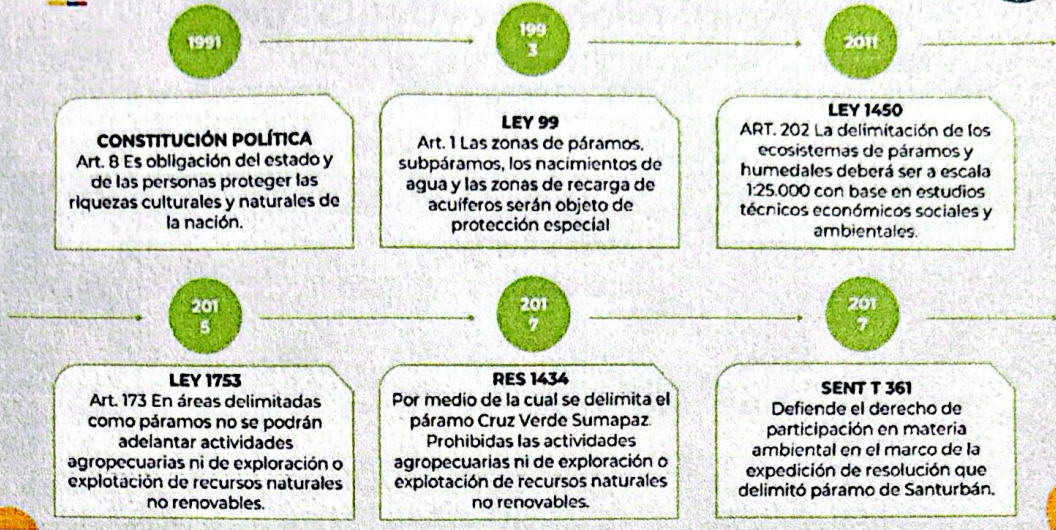 1991
199
3
2011
CONSTITUCIÓN POLÍTICA
Art. 8 Es obligación del estado y
de las personas proteger las
riquezas culturales y naturales de
la nación.
LEY 99
Art. 1 Las zonas de páramos,
subpáramos, los nacimientos de
agua y las zonas de recarga de
acuíferos serán objeto de
protección especial
LEY 1450
ART. 202 La delimitación de los
ecosistemas de páramos y
humedales deberá ser a escala
1:25.000 con base en estudios
técnicos económicos sociales y
ambientales.
201
5
201
7
201
7
LEY 1753
Art. 173 En áreas delimitadas
como páramos no se podrán
adelantar actividades
agropecuarias ni de exploración o
explotación de recursos naturales
no renovables.
RES 1434
Por medio de la cual se delimita el
páramo Cruz Verde Sumapaz.
Prohibidas las actividades
agropecuarias ni de exploración o
explotación de recursos naturales
no renovables.
SENT T 361
Defiende el derecho de
participación en materia
ambiental en el marco de la
expedición de resolución que
delimitó páramo de Santurbán.